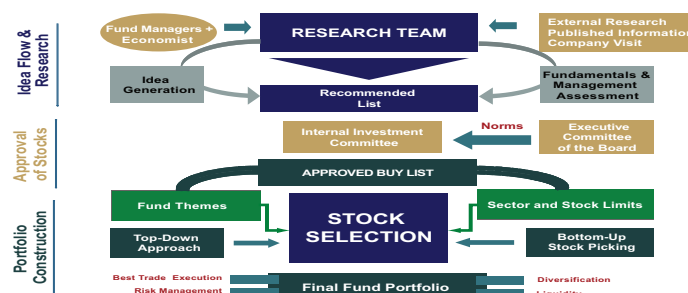 Idea Flow &
Research
Fund Managers +
Economist
RESEARCH TEAM
External Research
Published Information
Company Visit
Idea
Generation
Recommended
List
Fundamentals &
Management
Assessment
Approval
of Stocks
Internal Investment
Committee
Norms
Executive
Committee
of the Board
APPROVED BUY LIST
Portfolio
Construction
Fund Themes
STOCK
SELECTION
Sector and Stock Limits
Top-Down
Approach
Bottom-Up
Stock Picking
Best Trade Execution
Risk Management
Final Fund Portfolio
Diversification
Liquidity